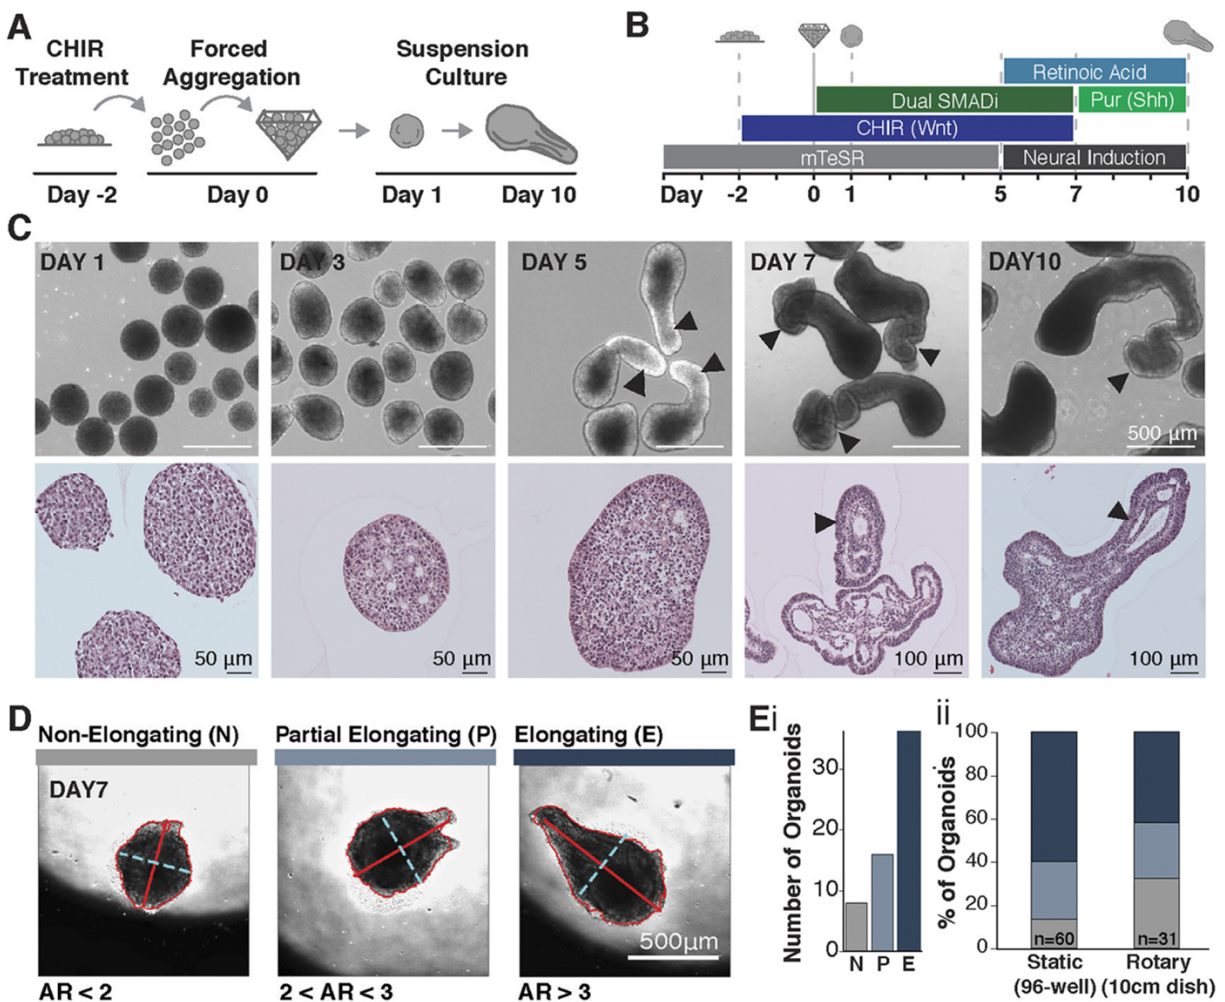 A
CHIR
Treatment
Forced
Aggregation
Suspension
Culture
Day -2
Day 0
Day 1
Day 10
B
Retinoic Acid
Dual SMADi
Pur (Shh)
CHIR (Wnt)
mTeSR
Neural Induction
Day
-2
0
1
5
7
10
C
DAY 1
DAY 3
DAY 5
DAY 7
DAY10
500 µm
50 µm
50 µm
50 µm
100 µm
100 µm
D
Non-Elongating (N)
Partial Elongating (P)
Elongating (E)
DAY7
500µm
AR < 2
2 < AR < 3
AR > 3
Ei
Number of Organoids
30
20
10
0
N
P
E
ii
% of Organoids
100
80
60
40
20
0
n=60
n=31
Static
(96-well)
Rotary
(10cm dish)